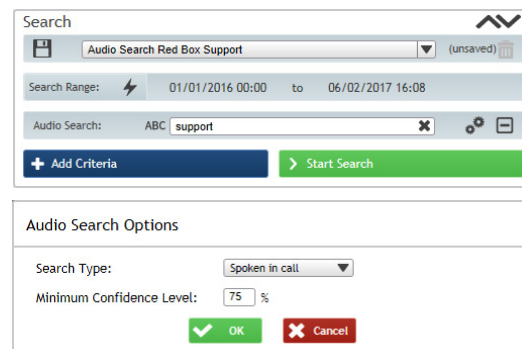 Search
Audio Search Red Box Support (unsaved)
Search Range: 01/01/2016 00:00 to 06/02/2017 16:08
Audio Search: ABC support
Add Criteria Start Search
Audio Search Options
Search Type: Spoken in call
Minimum Confidence Level: 75 %
OK Cancel